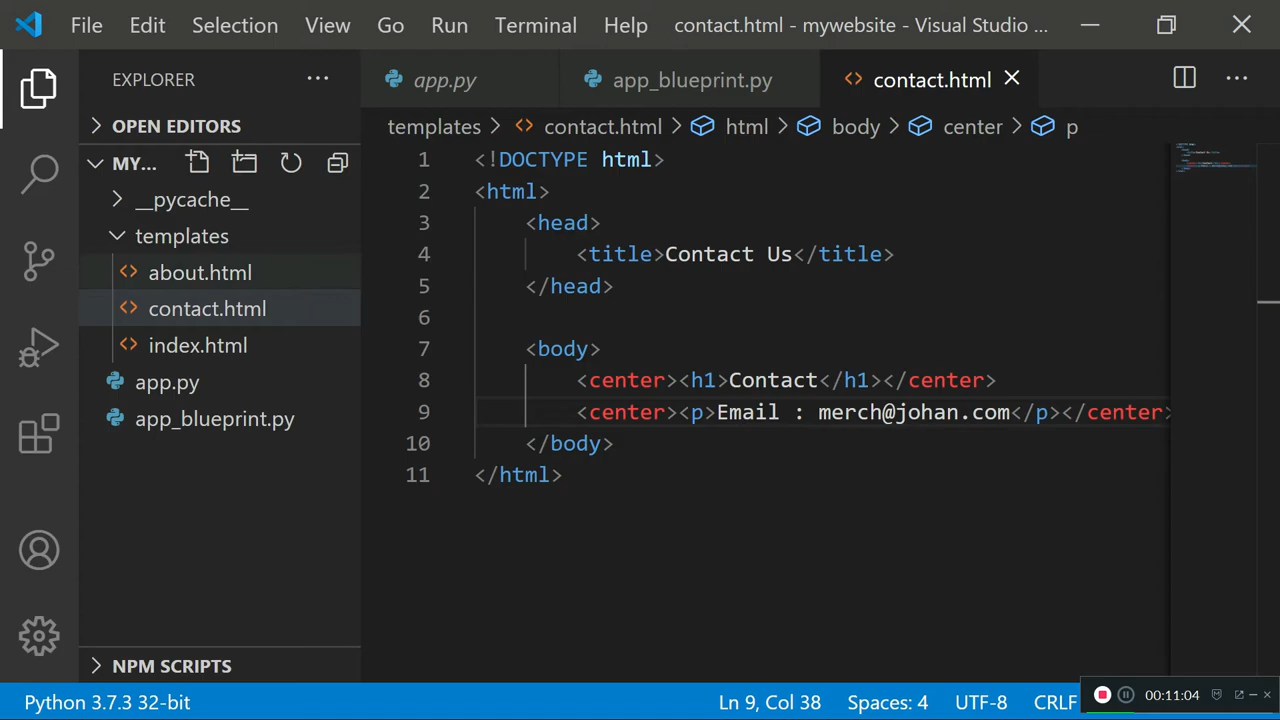 File Edit Selection View Go Run Terminal Help contact.html - mywebsite - Visual Studio ...
EXPLORER
app.py app_blueprint.py contact.html
OPEN EDITORS
templates contact.html html body center p
MY...
__pycache__
templates
about.html
contact.html
index.html
app.py
app_blueprint.py
1 <!DOCTYPE html>
2 <html>
3 <head>
4 <title>Contact Us</title>
5 </head>
6
7 <body>
8 <center><h1>Contact</h1></center>
9 <center><p>Email : merch@johan.com</p></center>
10 </body>
11 </html>
NPM SCRIPTS
Python 3.7.3 32-bit Ln 9, Col 38 Spaces: 4 UTF-8 CRLF
00:11:04